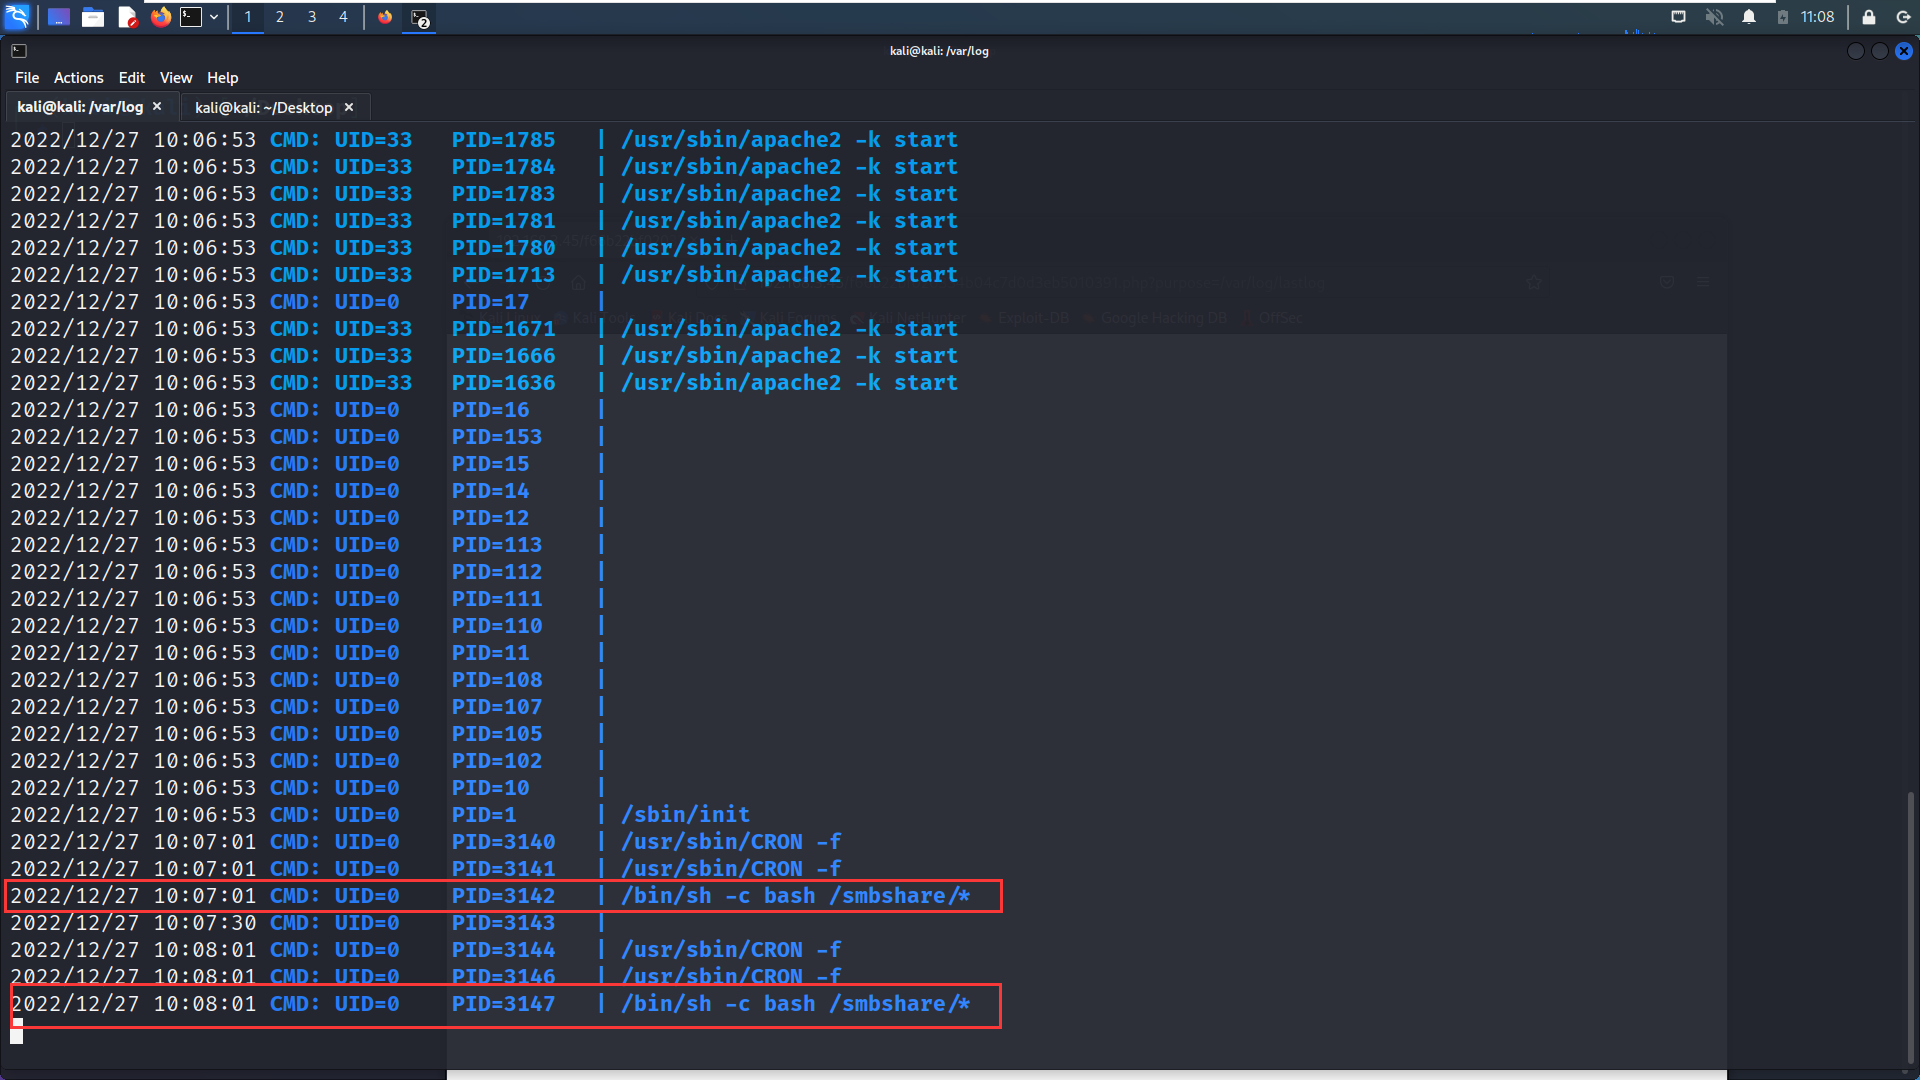 1 2 3 4 2 11:08
kali@kali: /var/log
File Actions Edit View Help
kali@kali: /var/log × kali@kali: ~/Desktop ×
2022/12/27 10:06:53 CMD: UID=33 PID=1785 | /usr/sbin/apache2 -k start
2022/12/27 10:06:53 CMD: UID=33 PID=1784 | /usr/sbin/apache2 -k start
2022/12/27 10:06:53 CMD: UID=33 PID=1783 | /usr/sbin/apache2 -k start
2022/12/27 10:06:53 CMD: UID=33 PID=1781 | /usr/sbin/apache2 -k start
2022/12/27 10:06:53 CMD: UID=33 PID=1780 | /usr/sbin/apache2 -k start
2022/12/27 10:06:53 CMD: UID=33 PID=1713 | /usr/sbin/apache2 -k start
2022/12/27 10:06:53 CMD: UID=0 PID=17 |
Exploit-DB Google Hacking DB OffSec
2022/12/27 10:06:53 CMD: UID=33 PID=1671 | /usr/sbin/apache2 -k start
2022/12/27 10:06:53 CMD: UID=33 PID=1666 | /usr/sbin/apache2 -k start
2022/12/27 10:06:53 CMD: UID=33 PID=1636 | /usr/sbin/apache2 -k start
2022/12/27 10:06:53 CMD: UID=0 PID=16 |
2022/12/27 10:06:53 CMD: UID=0 PID=153 |
2022/12/27 10:06:53 CMD: UID=0 PID=15 |
2022/12/27 10:06:53 CMD: UID=0 PID=14 |
2022/12/27 10:06:53 CMD: UID=0 PID=12 |
2022/12/27 10:06:53 CMD: UID=0 PID=113 |
2022/12/27 10:06:53 CMD: UID=0 PID=112 |
2022/12/27 10:06:53 CMD: UID=0 PID=111 |
2022/12/27 10:06:53 CMD: UID=0 PID=110 |
2022/12/27 10:06:53 CMD: UID=0 PID=11 |
2022/12/27 10:06:53 CMD: UID=0 PID=108 |
2022/12/27 10:06:53 CMD: UID=0 PID=107 |
2022/12/27 10:06:53 CMD: UID=0 PID=105 |
2022/12/27 10:06:53 CMD: UID=0 PID=102 |
2022/12/27 10:06:53 CMD: UID=0 PID=10 |
2022/12/27 10:06:53 CMD: UID=0 PID=1 | /sbin/init
2022/12/27 10:07:01 CMD: UID=0 PID=3140 | /usr/sbin/CRON -f
2022/12/27 10:07:01 CMD: UID=0 PID=3141 | /usr/sbin/CRON -f
2022/12/27 10:07:01 CMD: UID=0 PID=3142 | /bin/sh -c bash /smbshare/*
2022/12/27 10:07:30 CMD: UID=0 PID=3143 |
2022/12/27 10:08:01 CMD: UID=0 PID=3144 | /usr/sbin/CRON -f
2022/12/27 10:08:01 CMD: UID=0 PID=3146 | /usr/sbin/CRON -f
2022/12/27 10:08:01 CMD: UID=0 PID=3147 | /bin/sh -c bash /smbshare/*